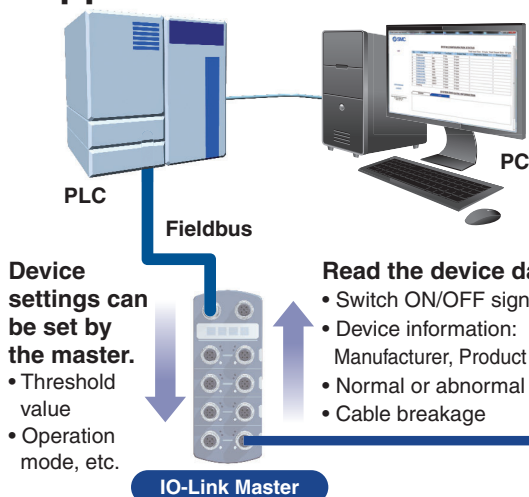 PLC
PC
Fieldbus
Device
settings can
be set by
the master.
• Threshold
value
• Operation
mode, etc.
Read the device da
• Switch ON/OFF sign
• Device information:
Manufacturer, Product
• Normal or abnormal
• Cable breakage
IO-Link Master